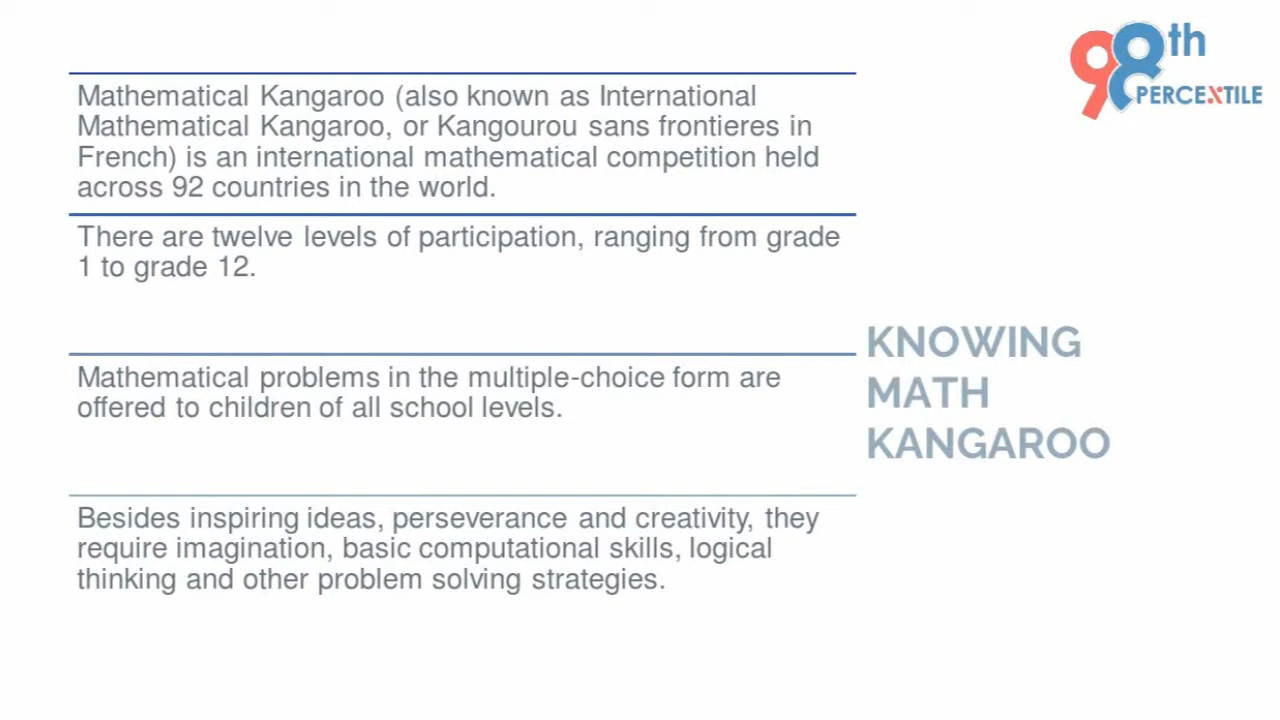 98th
PERCEXTILE
Mathematical Kangaroo (also known as International
Mathematical Kangaroo, or Kangourou sans frontieres in
French) is an international mathematical competition held
across 92 countries in the world.
There are twelve levels of participation, ranging from grade
1 to grade 12.
Mathematical problems in the multiple-choice form are
offered to children of all school levels.
Besides inspiring ideas, perseverance and creativity, they
require imagination, basic computational skills, logical
thinking and other problem solving strategies.
KNOWING
MATH
KANGAROO